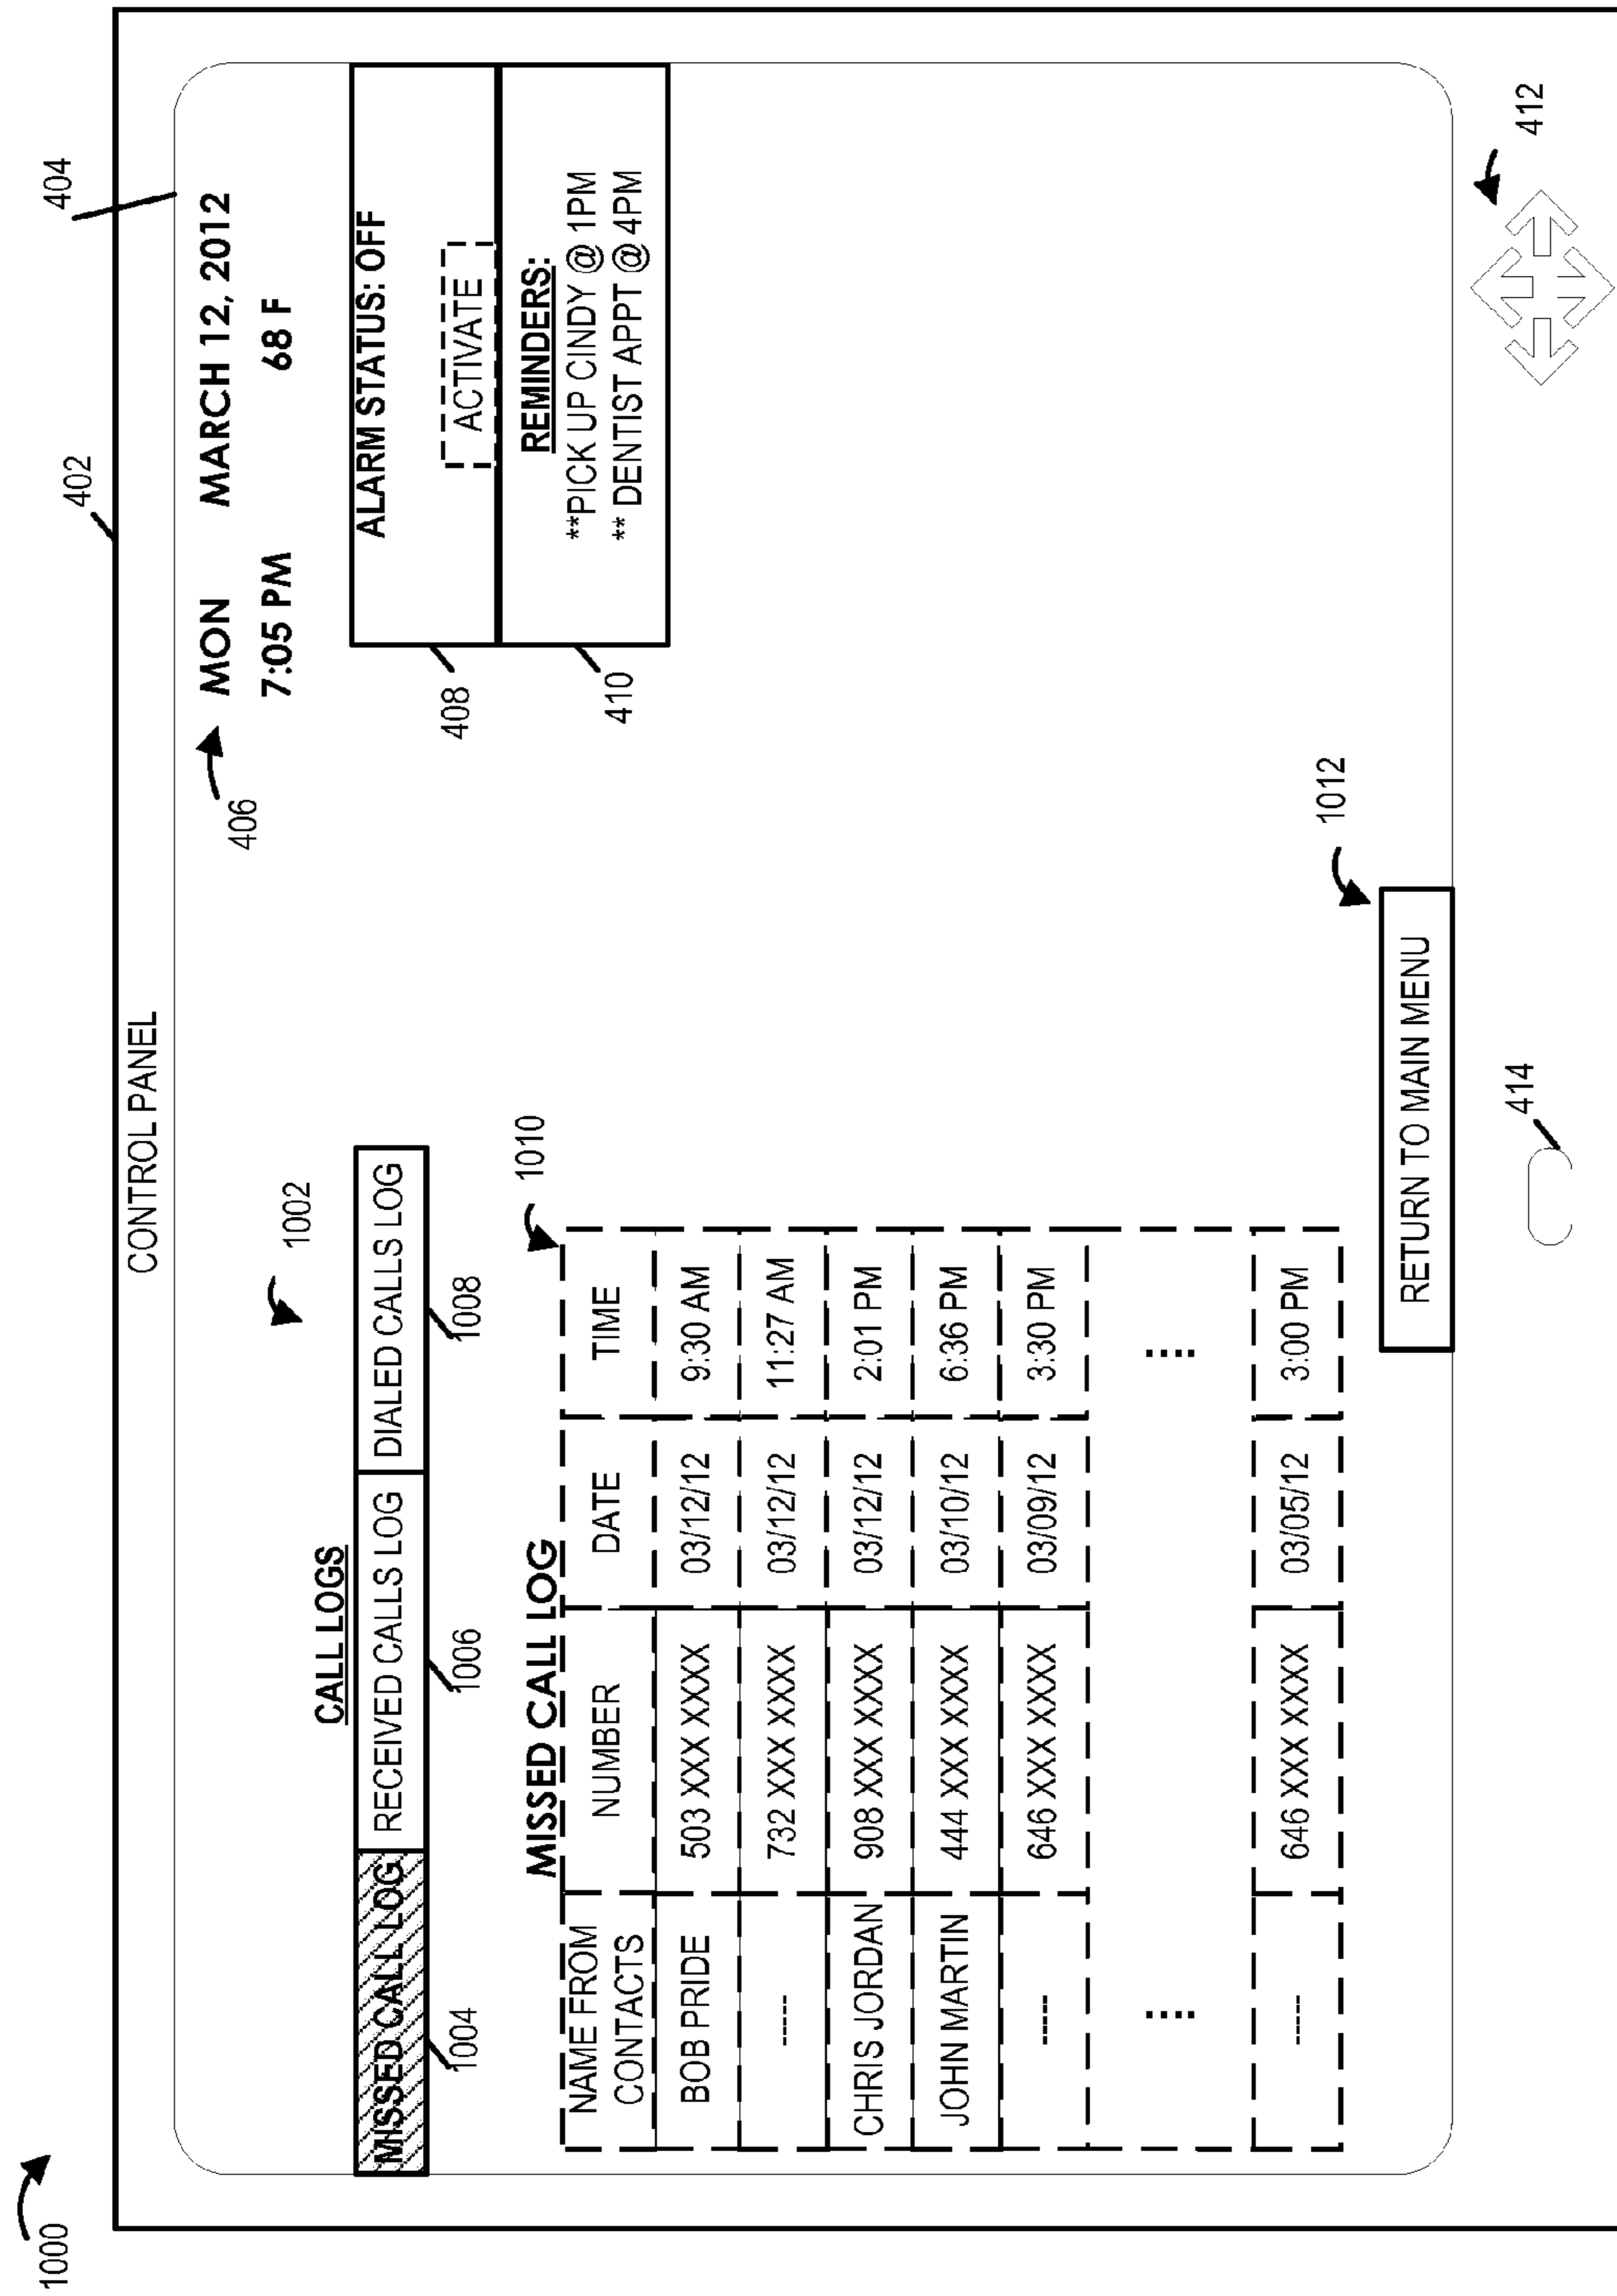 1000
CONTROL PANEL
402
404
406
MON MARCH 12, 2012
7:05 PM 68 F
CALL LOGS
1002
MISSED CALL LOG RECEIVED CALLS LOG DIALED CALLS LOG
1004 1006 1008
408
ALARM STATUS: OFF
ACTIVATE
410
REMINDERS:
**PICK UP CINDY @ 1PM
** DENTIST APPT @ 4PM
MISSED CALL LOG
1010
NAME FROM CONTACTS NUMBER DATE TIME
BOB PRIDE 503 XXX XXXX 03/12/12 9:30 AM
----- 732 XXX XXXX 03/12/12 11:27 AM
CHRIS JORDAN 908 XXX XXXX 03/12/12 2:01 PM
JOHN MARTIN 444 XXX XXXX 03/10/12 6:36 PM
----- 646 XXX XXXX 03/09/12 3:30 PM
.... ....
----- 646 XXX XXXX 03/05/12 3:00 PM
1012
RETURN TO MAIN MENU
414
412